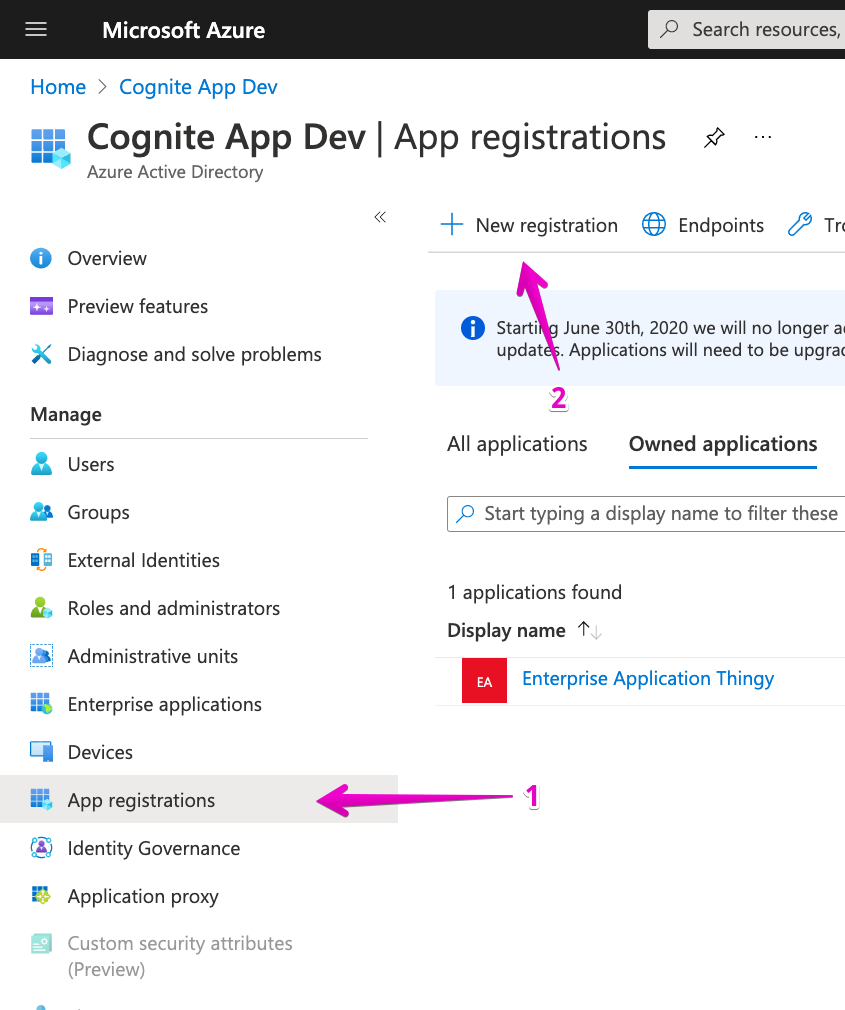 Microsoft Azure
Search resources,
Home > Cognite App Dev
Cognite App Dev | App registrations
Azure Active Directory
«
New registration
Endpoints
Tro
Overview
Preview features
Diagnose and solve problems
Starting June 30th, 2020 we will no longer a
updates. Applications will need to be upgra
2
Manage
All applications
Owned applications
Users
Groups
Start typing a display name to filter these
External Identities
1 applications found
Roles and administrators
Display name
Administrative units
EA
Enterprise Application Thingy
Enterprise applications
Devices
App registrations
1
Identity Governance
Application proxy
Custom security attributes
(Preview)